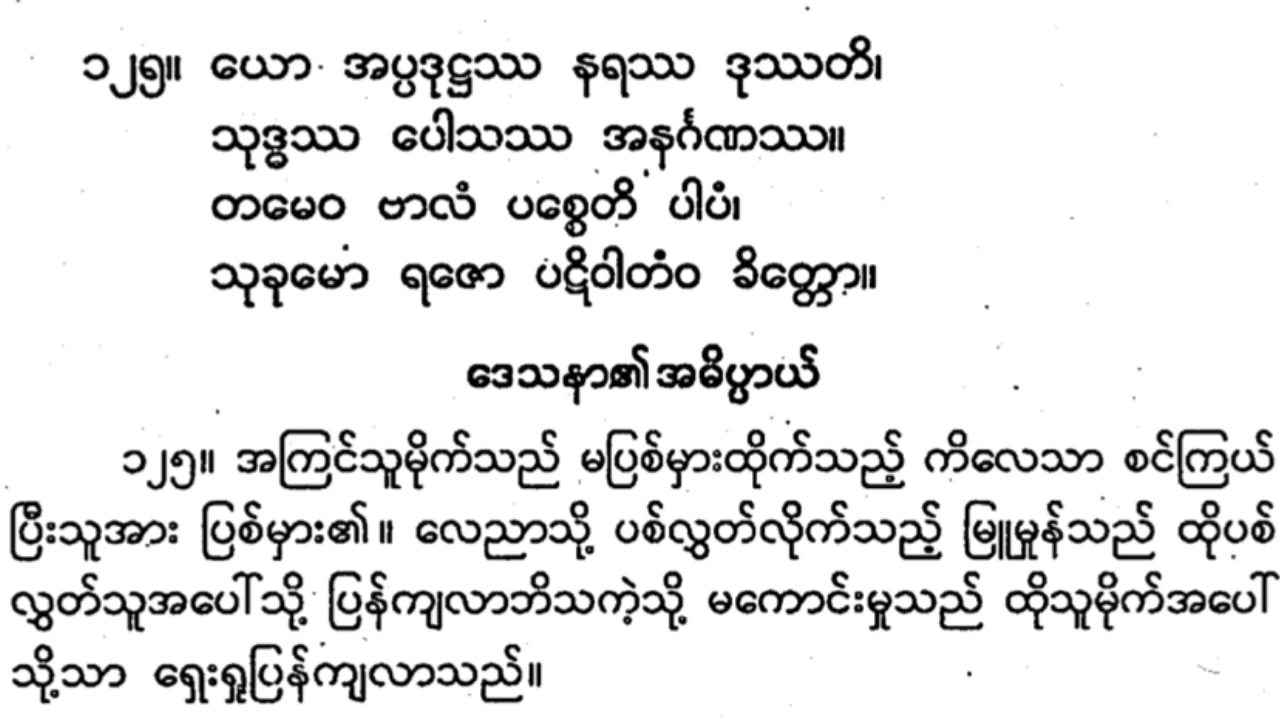 ၁၂၅။ ယော အပ္ပဒုဋ္ဌဿ နရဿ ဒုဿတိ၊
သုဒ္ဓဿ ပေါသဿ အနင်္ဂဏဿ။
တမေဝ ဗာလံ ပစ္စေတိ ပါပံ၊
သုခုမော ရဇော ပဋိဝါတံဝ ခိတ္တော။
ဒေသနာ၏အဓိပ္ပာယ်
၁၂၅။ အကြင်သူမိုက်သည် မပြစ်မှားထိုက်သည့် ကိလေသာ စင်ကြယ်
ပြီးသူအား ပြစ်မှား၏။ လေညာသို့ ပစ်လွှတ်လိုက်သည့် မြူမှုန်သည် ထိုပစ်
လွှတ်သူအပေါ်သို့ ပြန်ကျလာဘိသကဲ့သို့ မကောင်းမှုသည် ထိုသူမိုက်အပေါ်
သို့သာ ရှေးရှုပြန်ကျလာသည်။